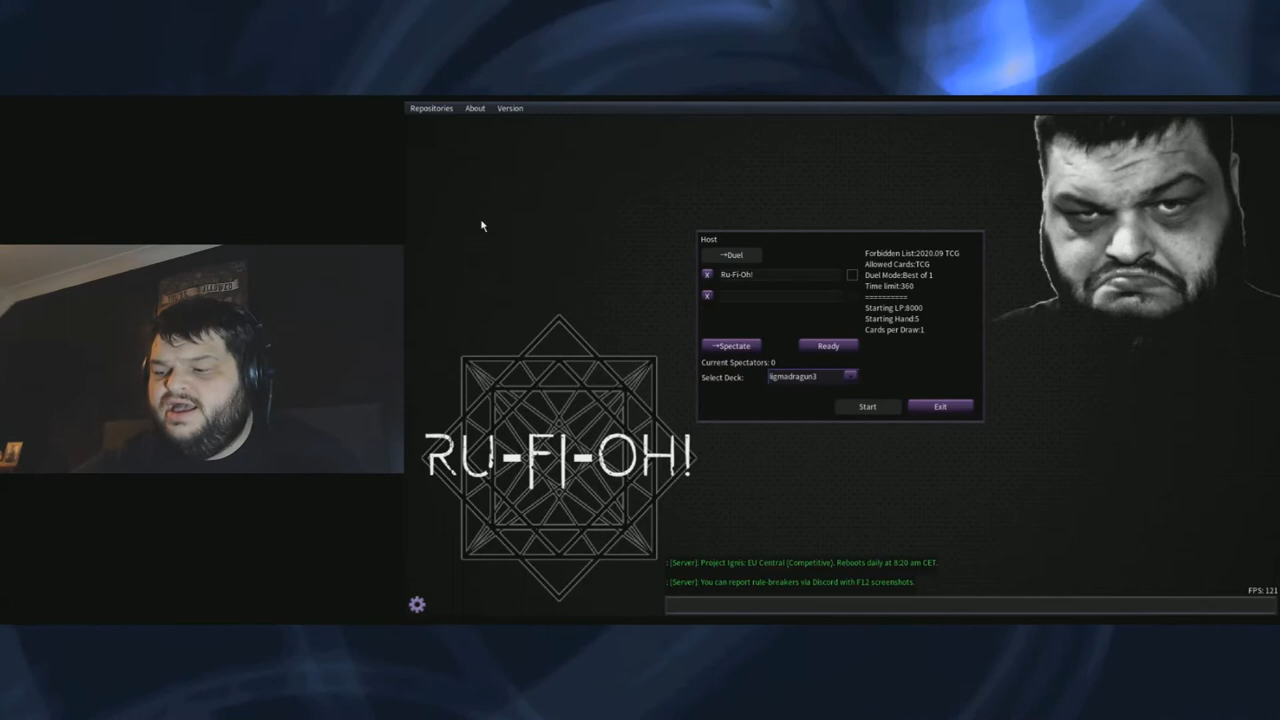 Repositories About Version
Host
→Duel
X Ru-Fi-Oh!
X
→Spectate Ready
Current Spectators: 0
Select Deck: ligmadragun3
Start Exit
Forbidden List:2020.09 TCG
Allowed Cards:TCG
Duel Mode:Best of 1
Time limit:360
==========
Starting LP:8000
Starting Hand:5
Cards per Draw:1
RU-FI-OH!
: [Server]: Project Ignis: EU Central (Competitive). Reboots daily at 8:20 am CET.
: [Server]: You can report rule-breakers via Discord with F12 screenshots.
FPS: 121